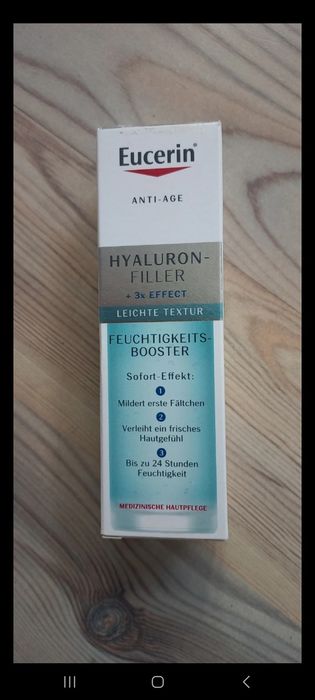 Eucerin®
ANTI-AGE
HYALURON-
FILLER
+ 3x EFFECT
LEICHTE TEXTUR
FEUCHTIGKEITS-
BOOSTER
Sofort-Effekt:
1
Mildert erste Fältchen
2
Verleiht ein frisches
Hautgefühl
3
Bis zu 24 Stunden
Feuchtigkeit
MEDIZINISCHE HAUTPFLEGE